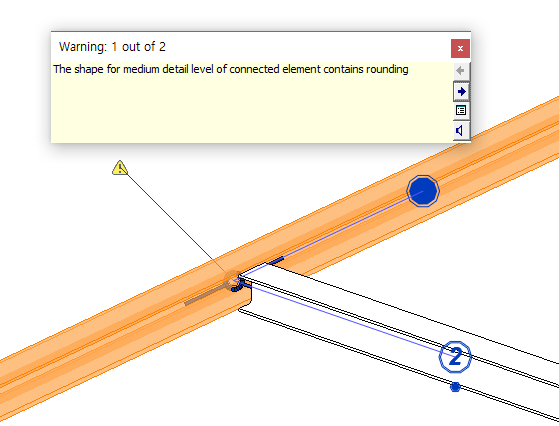 Warning: 1 out of 2
The shape for medium detail level of connected element contains rounding
2